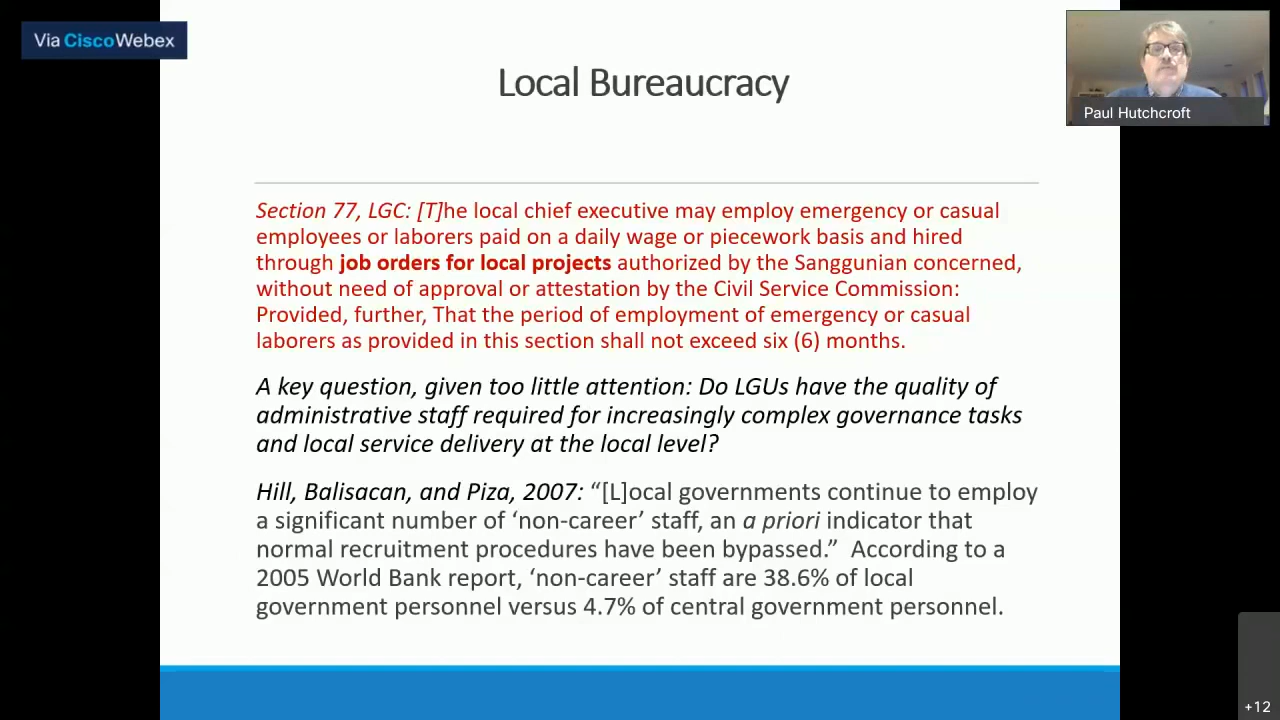 Via CiscoWebex
Local Bureaucracy
Paul Hutchcroft
Section 77, LGC: [T]he local chief executive may employ emergency or casual
employees or laborers paid on a daily wage or piecework basis and hired
through job orders for local projects authorized by the Sanggunian concerned,
without need of approval or attestation by the Civil Service Commission:
Provided, further, That the period of employment of emergency or casual
laborers as provided in this section shall not exceed six (6) months.
A key question, given too little attention: Do LGUs have the quality of
administrative staff required for increasingly complex governance tasks
and local service delivery at the local level?
Hill, Balisacan, and Piza, 2007: “[L]ocal governments continue to employ
a significant number of ‘non-career’ staff, an a priori indicator that
normal recruitment procedures have been bypassed.” According to a
2005 World Bank report, ‘non-career’ staff are 38.6% of local
government personnel versus 4.7% of central government personnel.
+12